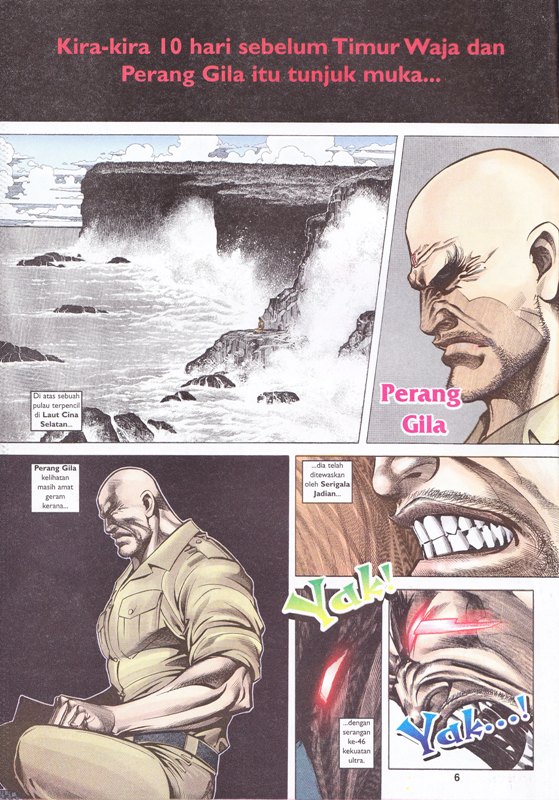 Kira-kira 10 hari sebelum Timur Waja dan
Perang Gila itu tunjuk muka...
Di atas sebuah
pulau terpencil
di Laut Cina
Selatan...
Perang
Gila
Perang Gila
kelihatan
masih amat
geram
kerana...
...dia telah
ditewaskan
oleh Serigala
Jadian...
Yak!
...dengan
serangan
ke-46
kekuatan
ultra.
Yak...!
6